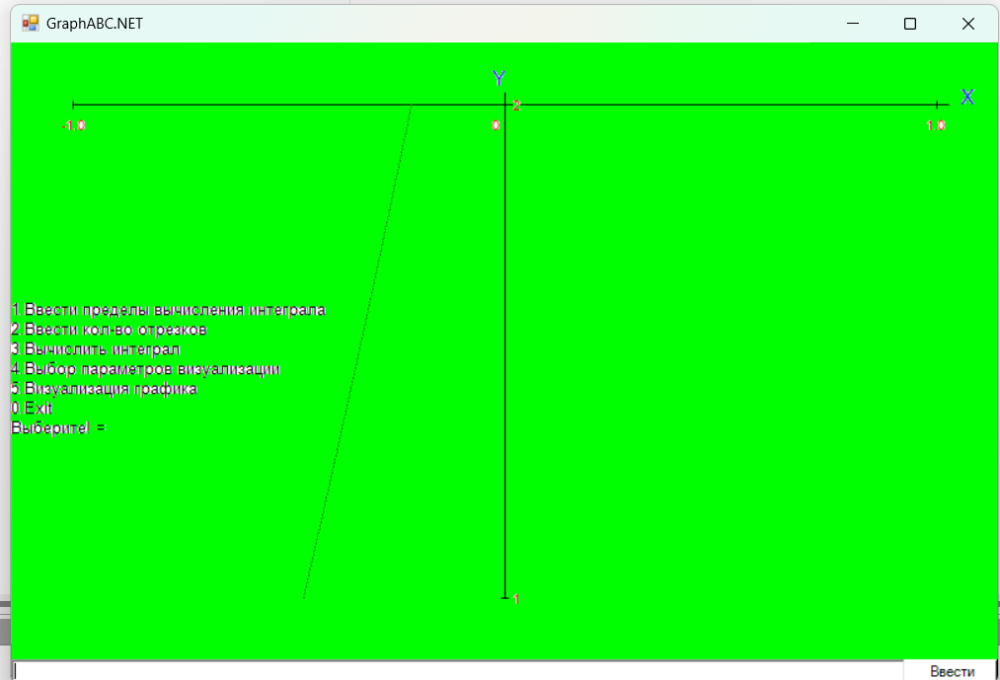 GraphABC.NET
Y
X
2
-1.0
0
1.0
1.Ввести пределы вычисления интеграла
2.Ввести кол-во отрезков
3.Вычислить интеграл
4.Выбор параметров визуализации
5.Визуализация графика
0.Exit
Выберите! =
1
Ввести